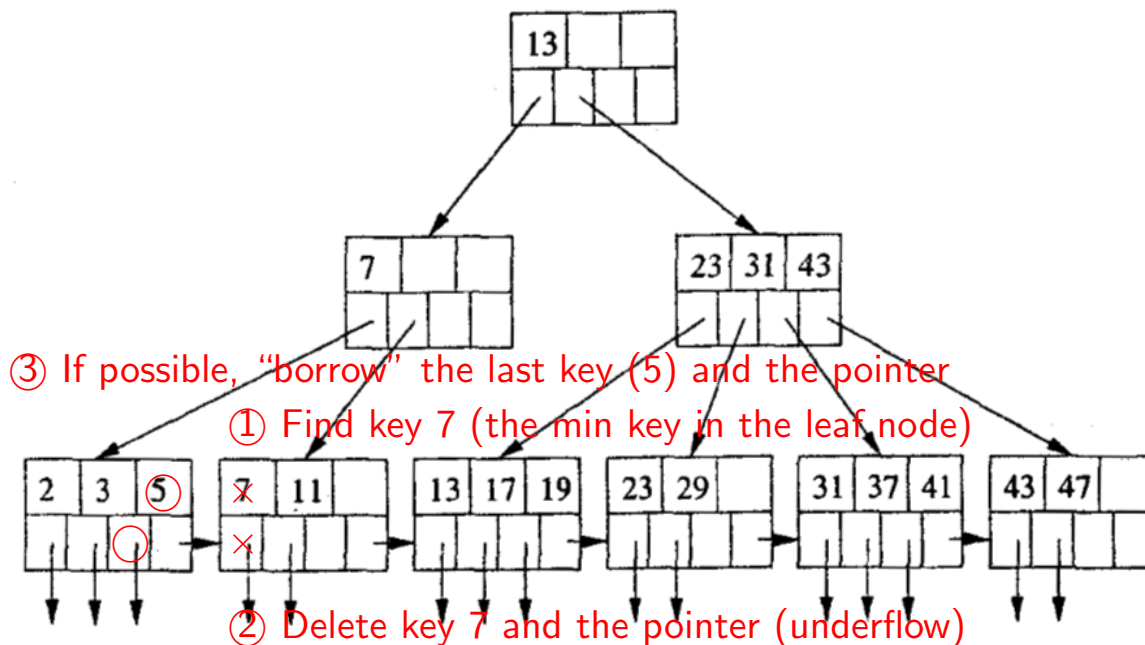 13
7
23 31 43
③ If possible, “borrow” the last key (5) and the pointer
① Find key 7 (the min key in the leaf node)
2 3 5 7 11 13 17 19 23 29 31 37 41 43 47
② Delete key 7 and the pointer (underflow)